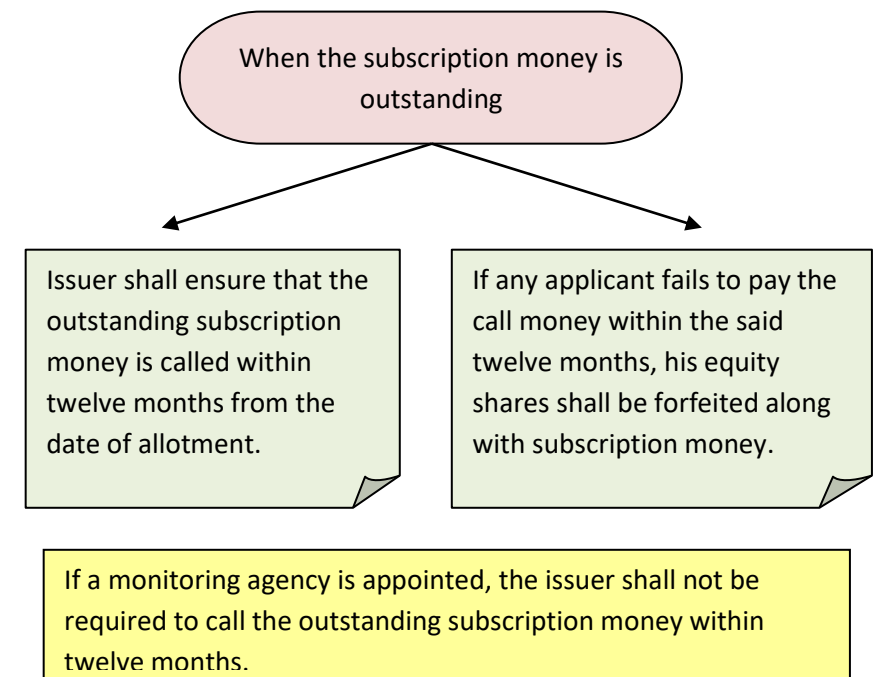 When the subscription money is
outstanding
Issuer shall ensure that the
outstanding subscription
money is called within
twelve months from the
date of allotment.
If any applicant fails to pay the
call money within the said
twelve months, his equity
shares shall be forfeited along
with subscription money.
If a monitoring agency is appointed, the issuer shall not be
required to call the outstanding subscription money within
twelve months.